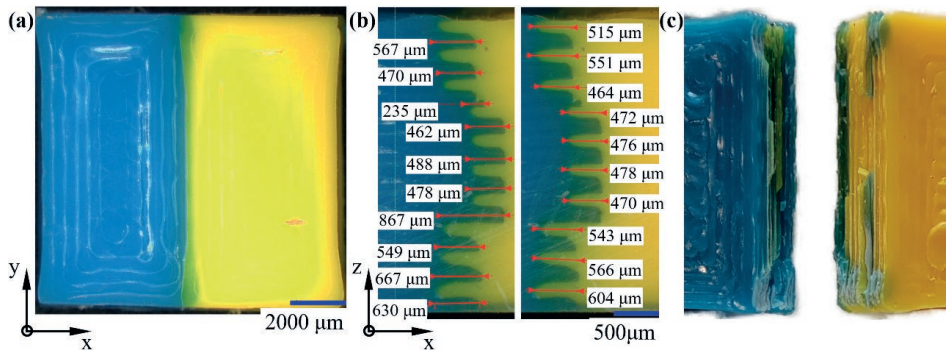 (a)
y
x
2000 μm
(b)
567 μm
470 μm
235 μm
462 μm
488 μm
478 μm
867 μm
549 μm
667 μm
630 μm
z
x
515 μm
551 μm
464 μm
472 μm
476 μm
478 μm
470 μm
543 μm
566 μm
604 μm
500μm
(c)